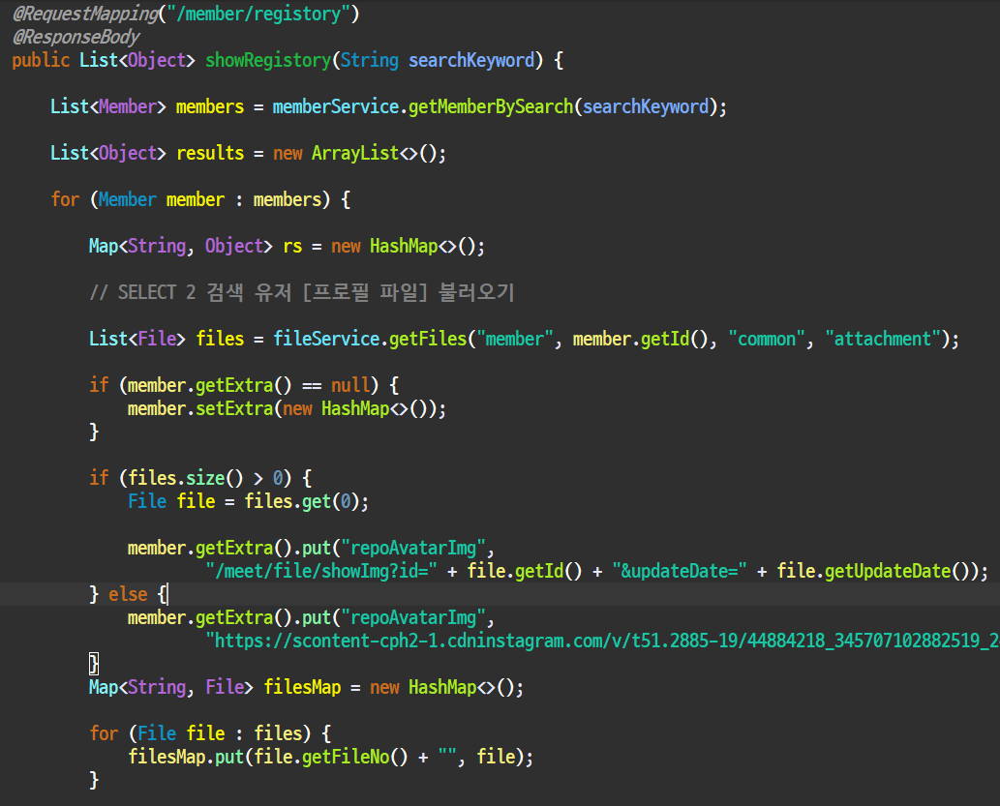 @RequestMapping("/member/registory")
@ResponseBody
public List<Object> showRegistory(String searchKeyword) {
List<Member> members = memberService.getMemberBySearch(searchKeyword);
List<Object> results = new ArrayList<>();
for (Member member : members) {
Map<String, Object> rs = new HashMap<>();
// SELECT 2 검색 유저 [프로필 파일] 불러오기
List<File> files = fileService.getFiles("member", member.getId(), "common", "attachment");
if (member.getExtra() == null) {
member.setExtra(new HashMap<>());
}
if (files.size() > 0) {
File file = files.get(0);
member.getExtra().put("repoAvatarImg",
"/meet/file/showImg?id=" + file.getId() + "&updateDate=" + file.getUpdateDate());
} else {
member.getExtra().put("repoAvatarImg",
"https://scontent-cph2-1.cdninstagram.com/v/t51.2885-19/44884218_345707102882519_2
}
Map<String, File> filesMap = new HashMap<>();
for (File file : files) {
filesMap.put(file.getFileNo() + "", file);
}